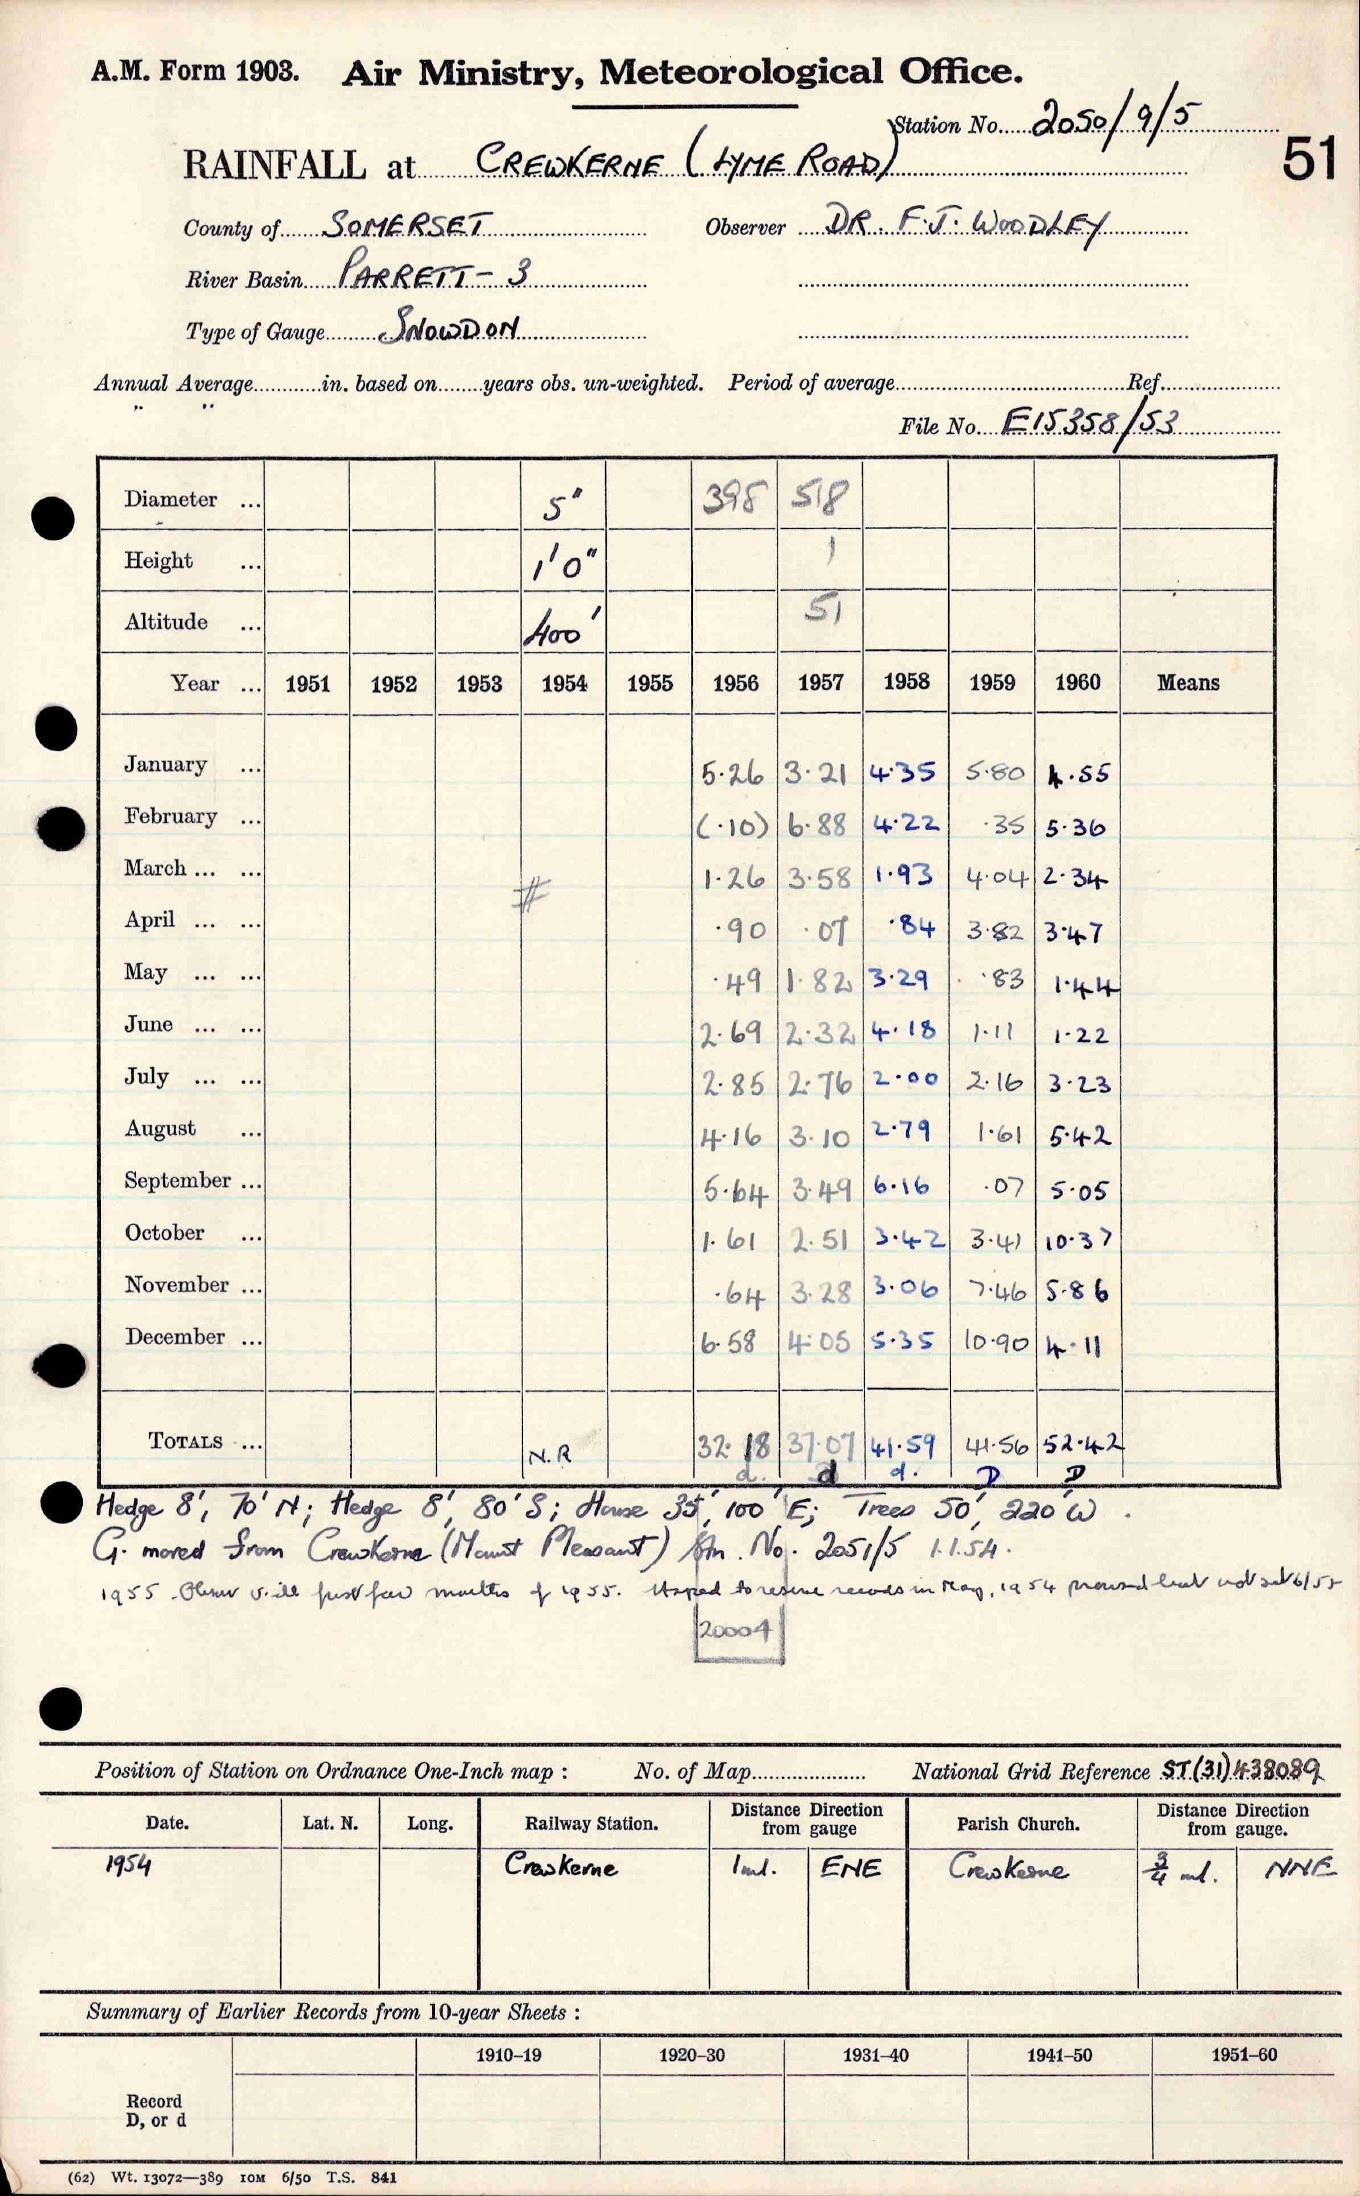 A.M. Form 1903. Air Ministry, Meteorological Office.
Station No. 2050/9/5
51
RAINFALL at CREWKERNE (LYME ROAD)
County of SOMERSET Observer DR. F.J. WOODLEY
River Basin PARRETT - 3
Type of Gauge SNOWDON
Annual Average in. based on years obs. un-weighted. Period of average Ref.
" "
File No. E15358/53
Diameter ... 5" 398 518
Height ... 1'0" 1
Altitude ... 400' 51
Year ... 1951 1952 1953 1954 1955 1956 1957 1958 1959 1960 Means
January ... 5.26 3.21 4.35 5.80 4.55
February ... (.10) 6.88 4.22 .35 5.36
March ... ... # 1.26 3.58 1.93 4.04 2.34
April ... ... .90 .07 .84 3.82 3.47
May ... ... .49 1.82 3.29 .83 1.44
June ... ... 2.69 2.32 4.18 1.11 1.22
July ... ... 2.85 2.76 2.00 2.16 3.23
August ... 4.16 3.10 2.79 1.61 5.42
September ... 5.64 3.49 6.16 .07 5.05
October ... 1.61 2.51 3.42 3.41 10.37
November ... .64 3.28 3.06 7.46 5.86
December ... 6.58 4.05 5.35 10.90 4.11
TOTALS ... N.R 32.18 37.07 41.59 41.56 52.42
d. d d. D D
Hedge 8', 70' N; Hedge 8', 80' S; House 35', 100' E; Trees 50', 220' W.
G. moved from Crewkerne (Mount Pleasant) Stn. No. 2051/5 1.1.54.
1955 v. ill first few months of 1955. to records in May, 1954 but not 6/55
20004
Position of Station on Ordnance One-Inch map : No. of Map National Grid Reference ST(31)438089
Date. Lat. N. Long. Railway Station. Distance Direction from gauge Parish Church. Distance Direction from gauge.
1954 Crewkerne 1 ml. ENE Crewkerne 3/4 ml. NNE
Summary of Earlier Records from 10-year Sheets :
1910–19 1920–30 1931–40 1941–50 1951–60
Record
D, or d
(62) Wt. 13072—389 10M 6/50 T.S. 841